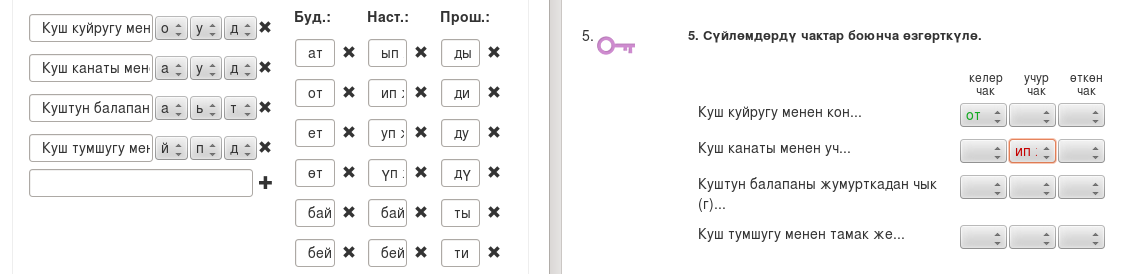 Буд.: Наст.: Прош.:
Куш куйругу мен о у д
ат ып ды
Куш канаты мен а у д
от ип ди
Куштун балапан а ь т
ет уп ду
Куш тумшугу мен й п д
өт үп дү
бай бай ты
бей бей ти
5.
5. Сүйлөмдөрдү чактар боюнча өзгөрткүлө.
келер чак учур чак өткөн чак
Куш куйругу менен кон... от
Куш канаты менен уч... ип :
Куштун балапаны жумурткадан чык
(г)...
Куш тумшугу менен тамак же...